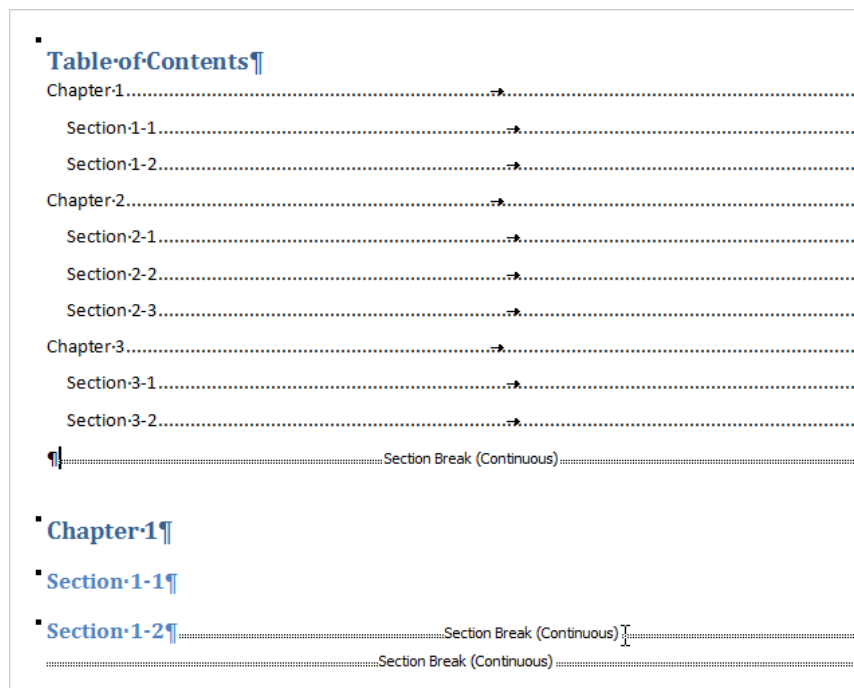 Table·of·Contents¶
Chapter·1
Section·1-1
Section·1-2
Chapter·2
Section·2-1
Section·2-2
Section·2-3
Chapter·3
Section·3-1
Section·3-2
¶ Section Break (Continuous)
Chapter·1¶
Section·1-1¶
Section·1-2¶ Section Break (Continuous)
Section Break (Continuous)